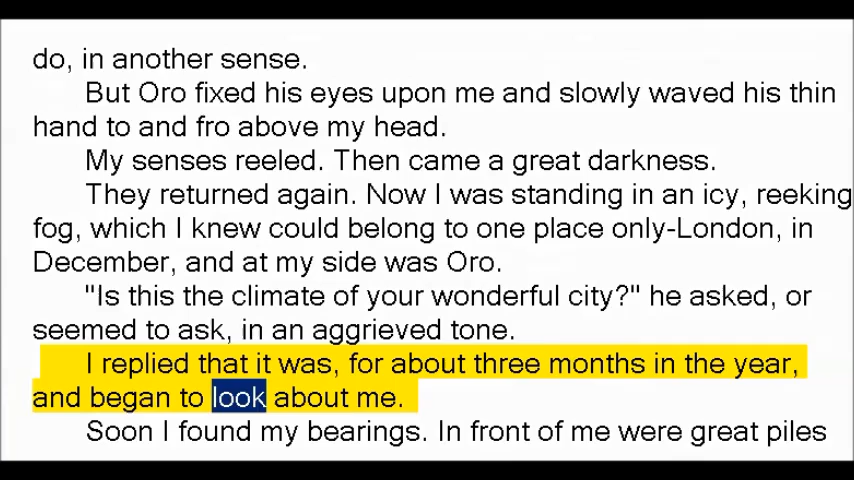 do, in another sense.
But Oro fixed his eyes upon me and slowly waved his thin
hand to and fro above my head.
My senses reeled. Then came a great darkness.
They returned again. Now I was standing in an icy, reeking
fog, which I knew could belong to one place only-London, in
December, and at my side was Oro.
"Is this the climate of your wonderful city?" he asked, or
seemed to ask, in an aggrieved tone.
I replied that it was, for about three months in the year,
and began to look about me.
Soon I found my bearings. In front of me were great piles